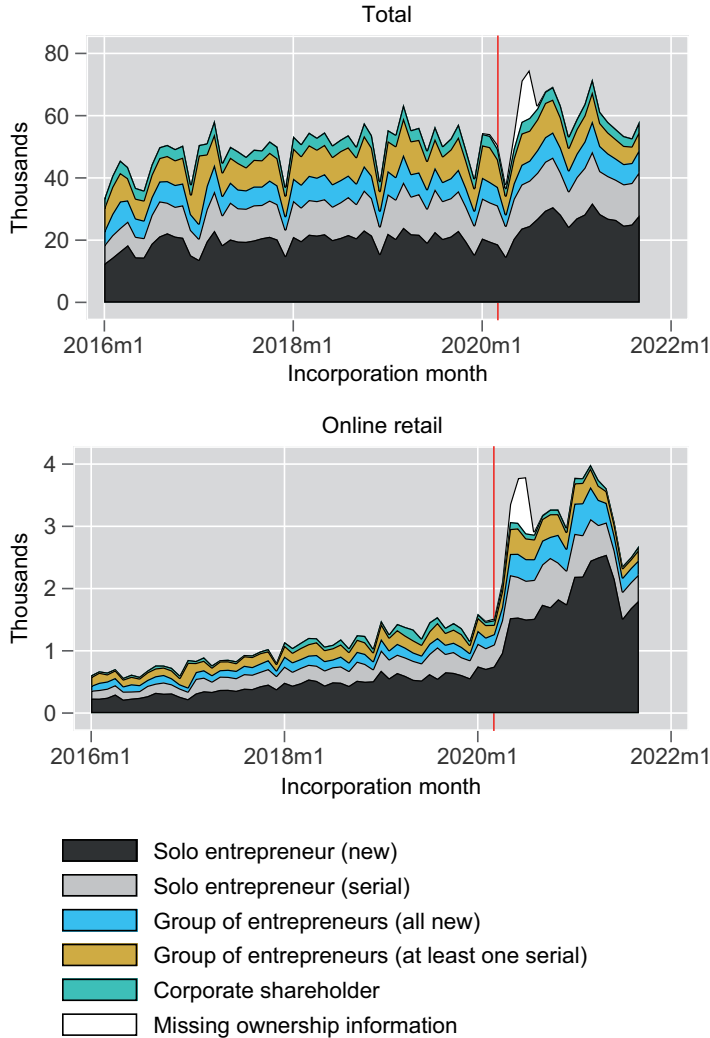 Total
80
60
40
20
0
Thousands
2016m1 2018m1 2020m1 2022m1
Incorporation month
Online retail
4
3
2
1
0
Thousands
2016m1 2018m1 2020m1 2022m1
Incorporation month
Solo entrepreneur (new)
Solo entrepreneur (serial)
Group of entrepreneurs (all new)
Group of entrepreneurs (at least one serial)
Corporate shareholder
Missing ownership information